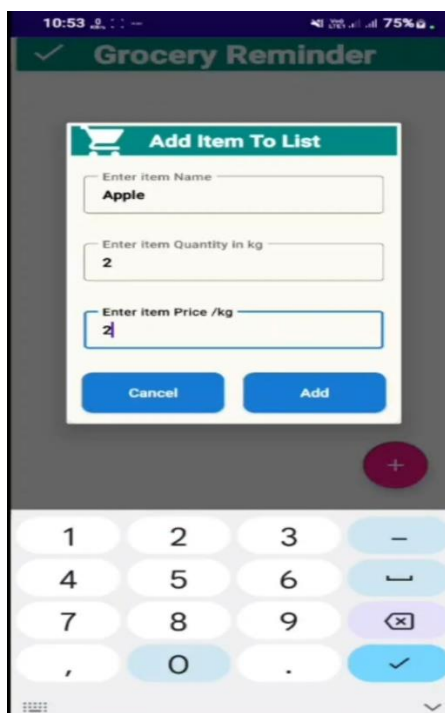 10:53
75%
Grocery Reminder
Add Item To List
Enter item Name
Apple
Enter item Quantity in kg
2
Enter item Price /kg
2
Cancel Add
+
1 2 3 –
4 5 6
7 8 9
, 0 .